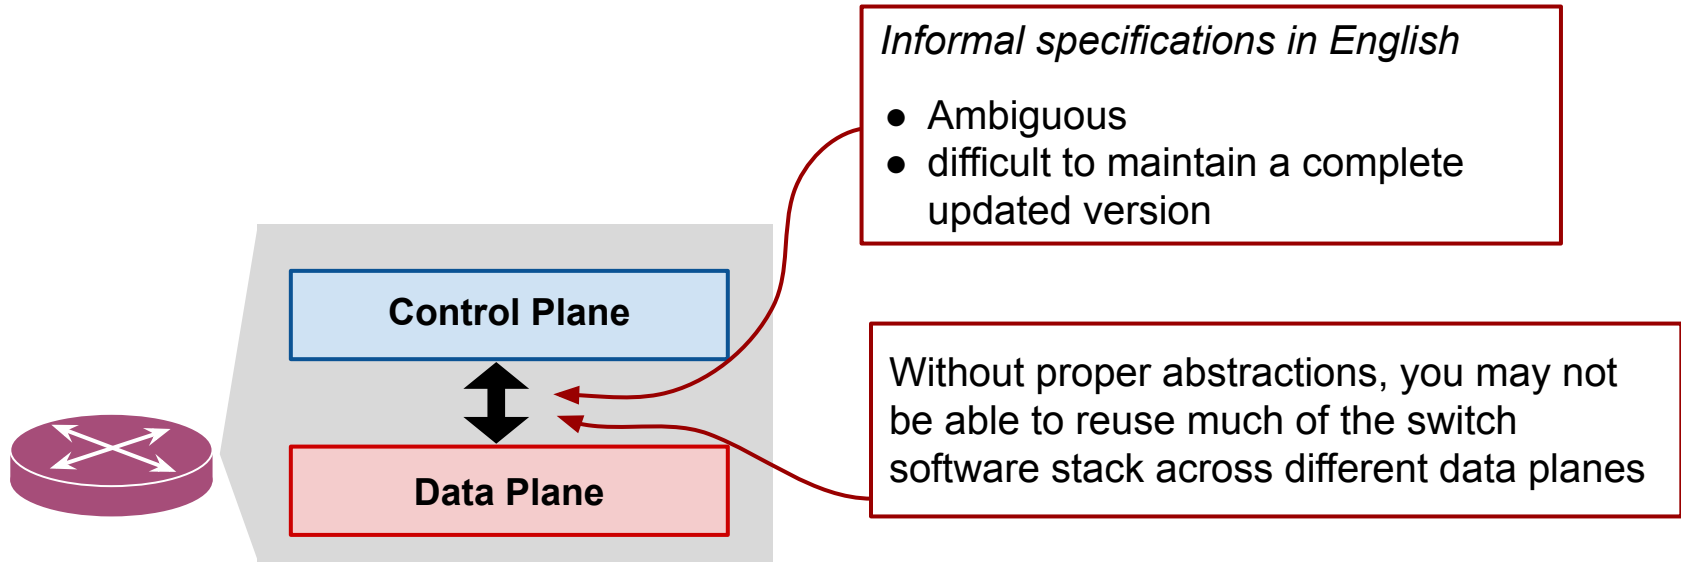 Informal specifications in English
● Ambiguous
● difficult to maintain a complete
updated version
Control Plane
Without proper abstractions, you may not
be able to reuse much of the switch
software stack across different data planes
Data Plane